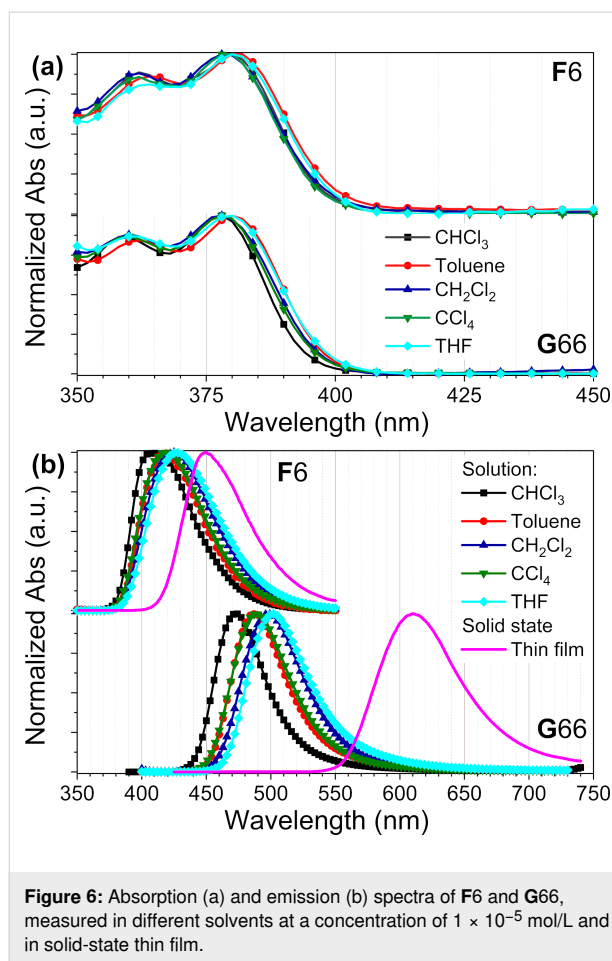 (a)
F6
Normalized Abs (a.u.)
CHCl₃
Toluene
CH₂Cl₂
CCl₄
THF
G66
350 375 400 425 450
Wavelength (nm)
(b)
F6
Normalized Abs (a.u.)
Solution:
CHCl₃
Toluene
CH₂Cl₂
CCl₄
THF
Solid state
Thin film
G66
350 400 450 500 550 600 650 700 750
Wavelength (nm)
Figure 6: Absorption (a) and emission (b) spectra of F6 and G66,
measured in different solvents at a concentration of 1 × 10⁻⁵ mol/L and
in solid-state thin film.